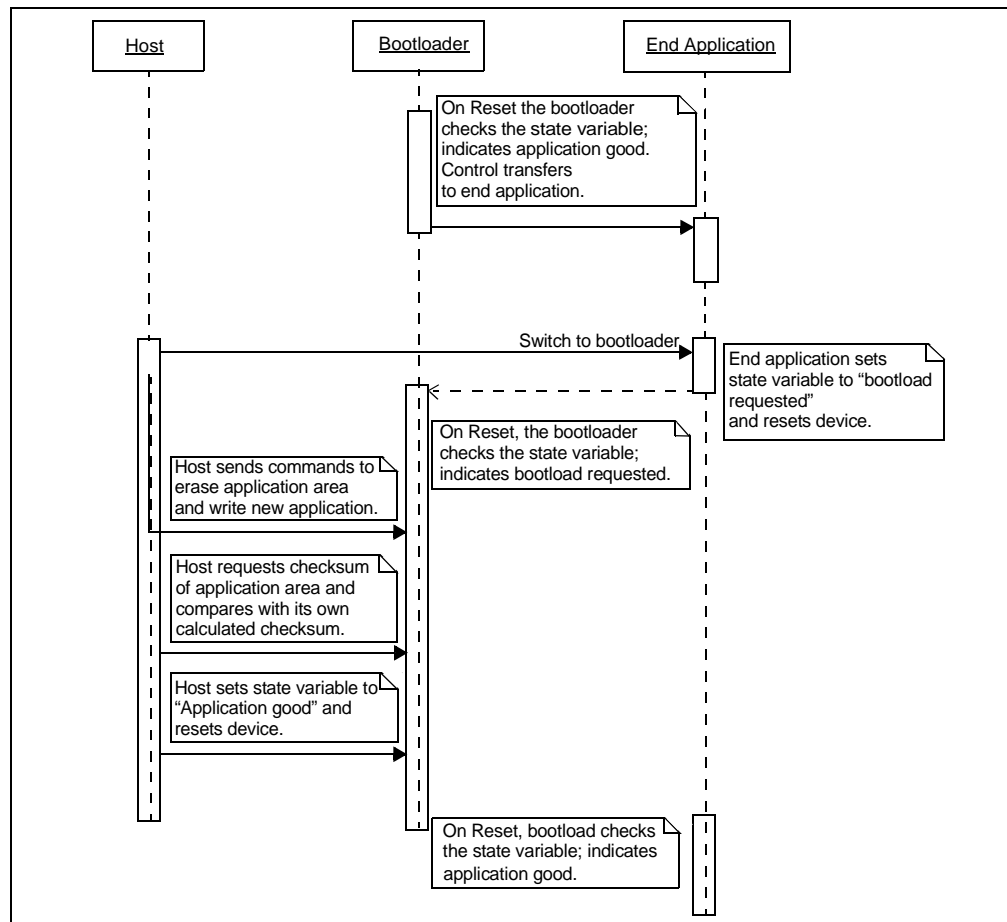 Host
Bootloader
End Application
On Reset the bootloader
checks the state variable;
indicates application good.
Control transfers
to end application.
Switch to bootloader
End application sets
state variable to “bootload
requested”
and resets device.
On Reset, the bootloader
checks the state variable;
indicates bootload requested.
Host sends commands to
erase application area
and write new application.
Host requests checksum
of application area and
compares with its own
calculated checksum.
Host sets state variable to
“Application good” and
resets device.
On Reset, bootload checks
the state variable; indicates
application good.